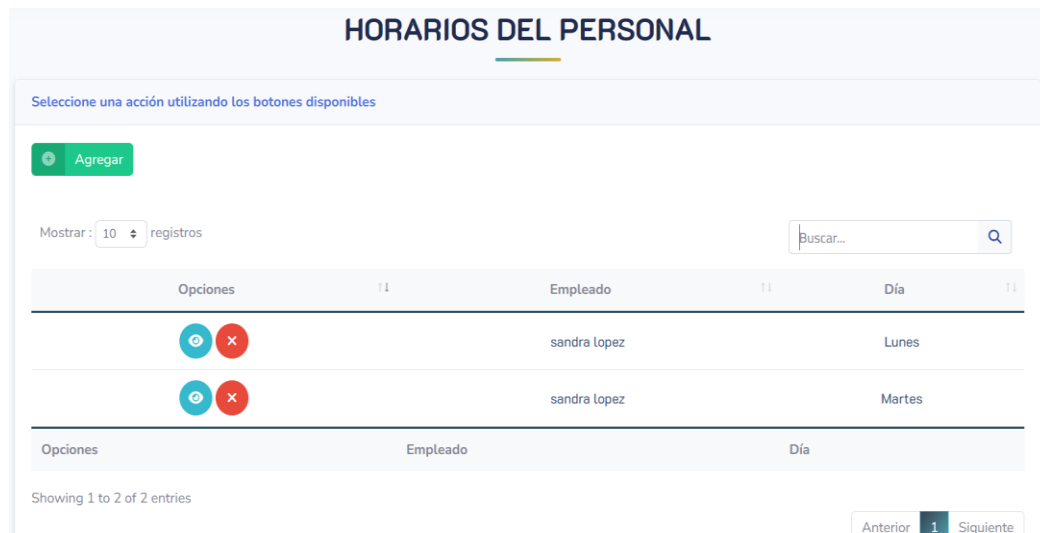 HORARIOS DEL PERSONAL
Seleccione una acción utilizando los botones disponibles
Agregar
Mostrar : 10 registros
Buscar...
Opciones Empleado Día
sandra lopez Lunes
sandra lopez Martes
Opciones Empleado Día
Showing 1 to 2 of 2 entries
Anterior 1 Siguiente